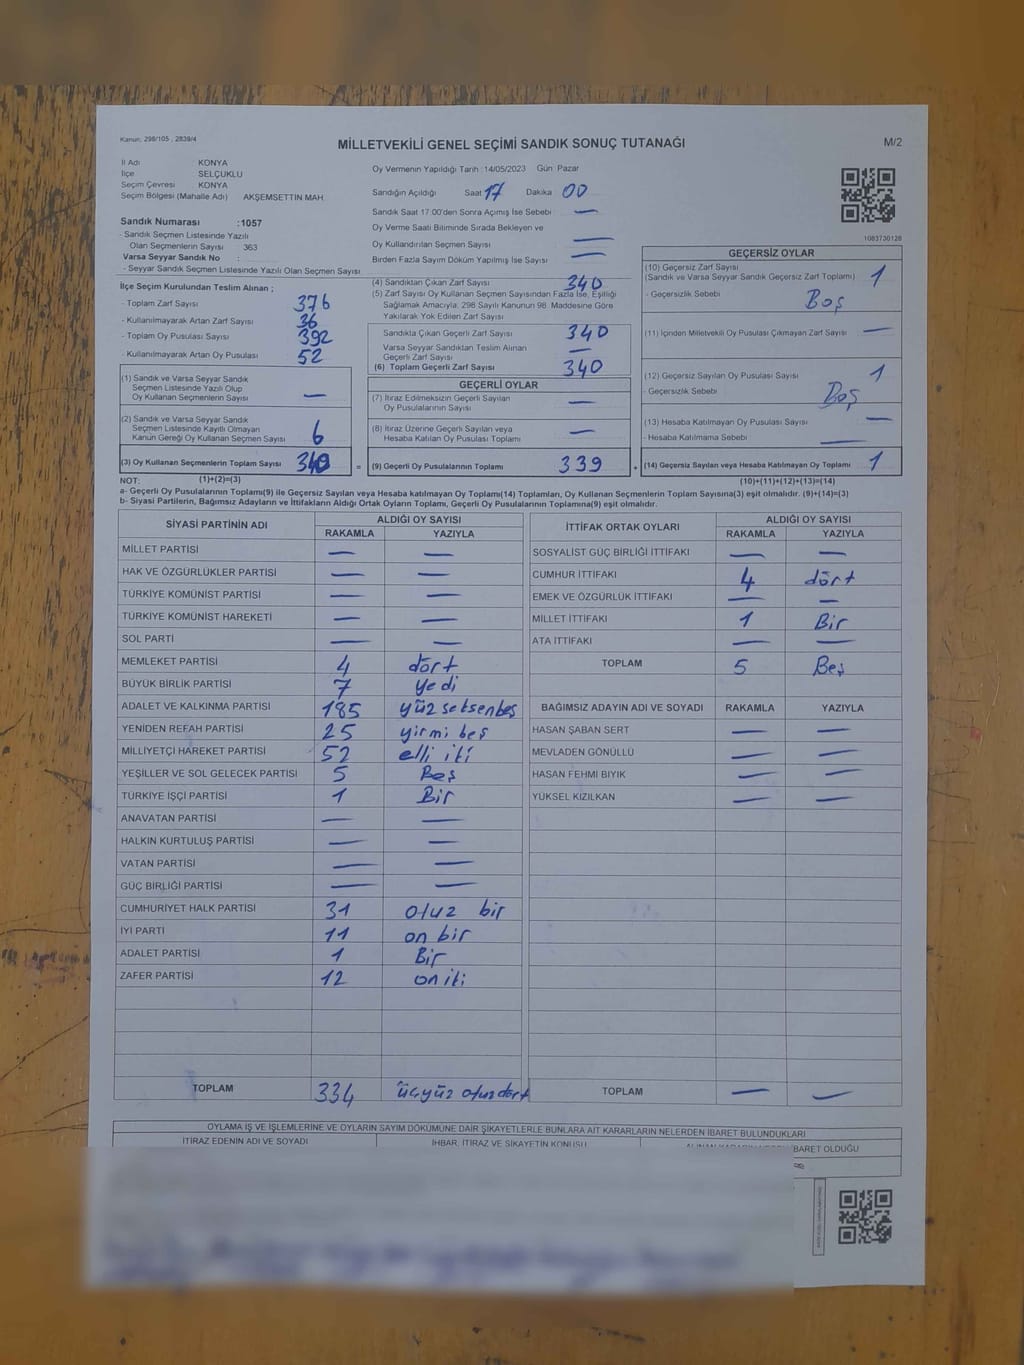 Kanun: 298/105 , 2839/4
MİLLETVEKİLİ GENEL SEÇİMİ SANDIK SONUÇ TUTANAĞI
M/2
İl Adı KONYA
İlçe SELÇUKLU
Seçim Çevresi KONYA
Seçim Bölgesi (Mahalle Adı) AKŞEMSETTİN MAH.
Sandık Numarası :1057
- Sandık Seçmen Listesinde Yazılı
Olan Seçmenlerin Sayısı 363
Varsa Seyyar Sandık No :
- Seyyar Sandık Seçmen Listesinde Yazılı Olan Seçmen Sayısı
Oy Vermenin Yapıldığı Tarih :14/05/2023 Gün: Pazar
Sandığın Açıldığı Saat 17 Dakika 00
Sandık Saat 17:00'den Sonra Açılmış İse Sebebi —
Oy Verme Saati Bitiminde Sırada Bekleyen ve
Oy Kullandırılan Seçmen Sayısı —
Birden Fazla Sayım Döküm Yapılmış İse Sayısı —
1083730128
İlçe Seçim Kurulundan Teslim Alınan ;
- Toplam Zarf Sayısı 376
- Kullanılmayarak Artan Zarf Sayısı 36
- Toplam Oy Pusulası Sayısı 392
- Kullanılmayarak Artan Oy Pusulası 52
(1) Sandık ve Varsa Seyyar Sandık
Seçmen Listesinde Yazılı Olup
Oy Kullanan Seçmenlerin Sayısı —
(2) Sandık ve Varsa Seyyar Sandık
Seçmen Listesinde Kayıtlı Olmayan
Kanun Gereği Oy Kullanan Seçmen Sayısı 6
(3) Oy Kullanan Seçmenlerin Toplam Sayısı 340
(1)+(2)=(3)
(4) Sandıktan Çıkan Zarf Sayısı 340
(5) Zarf Sayısı Oy Kullanan Seçmen Sayısından Fazla İse, Eşitliği
Sağlamak Amacıyla, 298 Sayılı Kanunun 98. Maddesine Göre
Yakılarak Yok Edilen Zarf Sayısı
Sandıkta Çıkan Geçerli Zarf Sayısı 340
Varsa Seyyar Sandıktan Teslim Alınan
Geçerli Zarf Sayısı —
(6) Toplam Geçerli Zarf Sayısı 340
GEÇERLİ OYLAR
(7) İtiraz Edilmeksizin Geçerli Sayılan
Oy Pusulalarının Sayısı —
(8) İtiraz Üzerine Geçerli Sayılan veya
Hesaba Katılan Oy Pusulası Toplamı —
= (9) Geçerli Oy Pusulalarının Toplamı 339
GEÇERSİZ OYLAR
(10) Geçersiz Zarf Sayısı
(Sandık ve Varsa Seyyar Sandık Geçersiz Zarf Toplamı) 1
- Geçersizlik Sebebi Boş
(11) İçinden Milletvekili Oy Pusulası Çıkmayan Zarf Sayısı —
(12) Geçersiz Sayılan Oy Pusulası Sayısı 1
- Geçersizlik Sebebi Boş
(13) Hesaba Katılmayan Oy Pusulası Sayısı —
- Hesaba Katılmama Sebebi —
+ (14) Geçersiz Sayılan veya Hesaba Katılmayan Oy Toplamı 1
(10)+(11)+(12)+(13)=(14)
NOT:
a- Geçerli Oy Pusulalarının Toplamı(9) ile Geçersiz Sayılan veya Hesaba katılmayan Oy Toplamı(14) Toplamları, Oy Kullanan Seçmenlerin Toplam Sayısına(3) eşit olmalıdır. (9)+(14)=(3)
b- Siyasi Partilerin, Bağımsız Adayların ve İttifakların Aldığı Ortak Oyların Toplamı, Geçerli Oy Pusulalarının Toplamına(9) eşit olmalıdır.
SİYASİ PARTİNİN ADI ALDIĞI OY SAYISI
RAKAMLA YAZIYLA
MİLLET PARTİSİ — —
HAK VE ÖZGÜRLÜKLER PARTİSİ — —
TÜRKİYE KOMÜNİST PARTİSİ — —
TÜRKİYE KOMÜNİST HAREKETİ — —
SOL PARTİ — —
MEMLEKET PARTİSİ 4 dört
BÜYÜK BİRLİK PARTİSİ 7 yedi
ADALET VE KALKINMA PARTİSİ 185 yüz seksenbeş
YENİDEN REFAH PARTİSİ 25 yirmi beş
MİLLİYETÇİ HAREKET PARTİSİ 52 elli iki
YEŞİLLER VE SOL GELECEK PARTİSİ 5 Beş
TÜRKİYE İŞÇİ PARTİSİ 1 Bir
ANAVATAN PARTİSİ — —
HALKIN KURTULUŞ PARTİSİ — —
VATAN PARTİSİ — —
GÜÇ BİRLİĞİ PARTİSİ — —
CUMHURİYET HALK PARTİSİ 31 otuz bir
İYİ PARTİ 11 on bir
ADALET PARTİSİ 1 Bir
ZAFER PARTİSİ 12 on iki
TOPLAM 334 üçyüz otuzdört
İTTİFAK ORTAK OYLARI ALDIĞI OY SAYISI
RAKAMLA YAZIYLA
SOSYALİST GÜÇ BİRLİĞİ İTTİFAKI — —
CUMHUR İTTİFAKI 4 dört
EMEK VE ÖZGÜRLÜK İTTİFAKI — —
MİLLET İTTİFAKI 1 Bir
ATA İTTİFAKI — —
TOPLAM 5 Beş
BAĞIMSIZ ADAYIN ADI VE SOYADI RAKAMLA YAZIYLA
HASAN ŞABAN SERT — —
MEVLADEN GÖNÜLLÜ — —
HASAN FEHMİ BIYIK — —
YÜKSEL KIZILKAN — —
TOPLAM — —
OYLAMA İŞ VE İŞLEMLERİNE VE OYLARIN SAYIM DÖKÜMÜNE DAİR ŞİKAYETLERLE BUNLARA AİT KARARLARIN NELERDEN İBARET BULUNDUKLARI
İTİRAZ EDENİN ADI VE SOYADI İHBAR, İTİRAZ VE ŞİKAYETİN KONUSU İBARET OLDUĞU